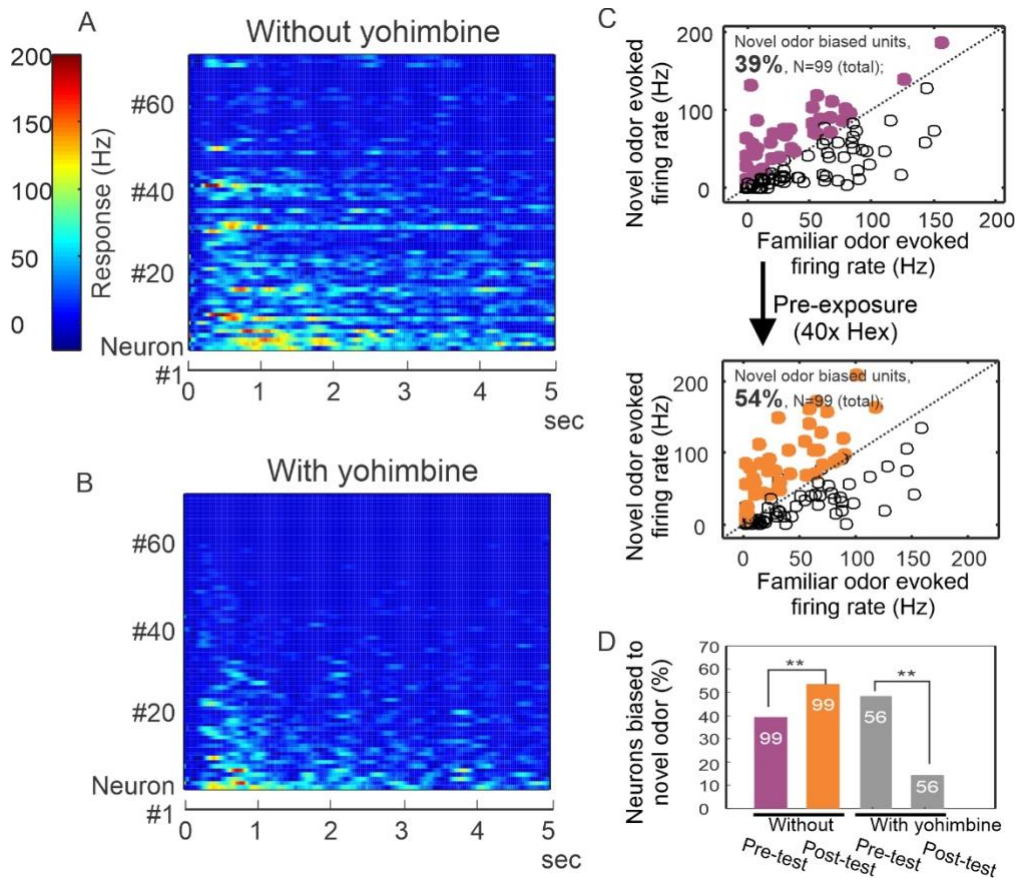 A
Without yohimbine
200
150
100
50
0
Response (Hz)
#60
#40
#20
Neuron
#1
0 1 2 3 4 5
sec
B
With yohimbine
#60
#40
#20
Neuron
#1
0 1 2 3 4 5
sec
C
Novel odor biased units,
39%, N=99 (total);
200
100
0
Novel odor evoked
firing rate (Hz)
0 50 100 150 200
Familiar odor evoked
firing rate (Hz)
Pre-exposure
(40x Hex)
Novel odor biased units,
54%, N=99 (total);
200
100
0
Novel odor evoked
firing rate (Hz)
0 50 100 150 200
Familiar odor evoked
firing rate (Hz)
D
70
60
50
40
30
20
10
0
Neurons biased to
novel odor (%)
** **
99 99 56 56
Without With yohimbine
Pre-test Post-test Pre-test Post-test